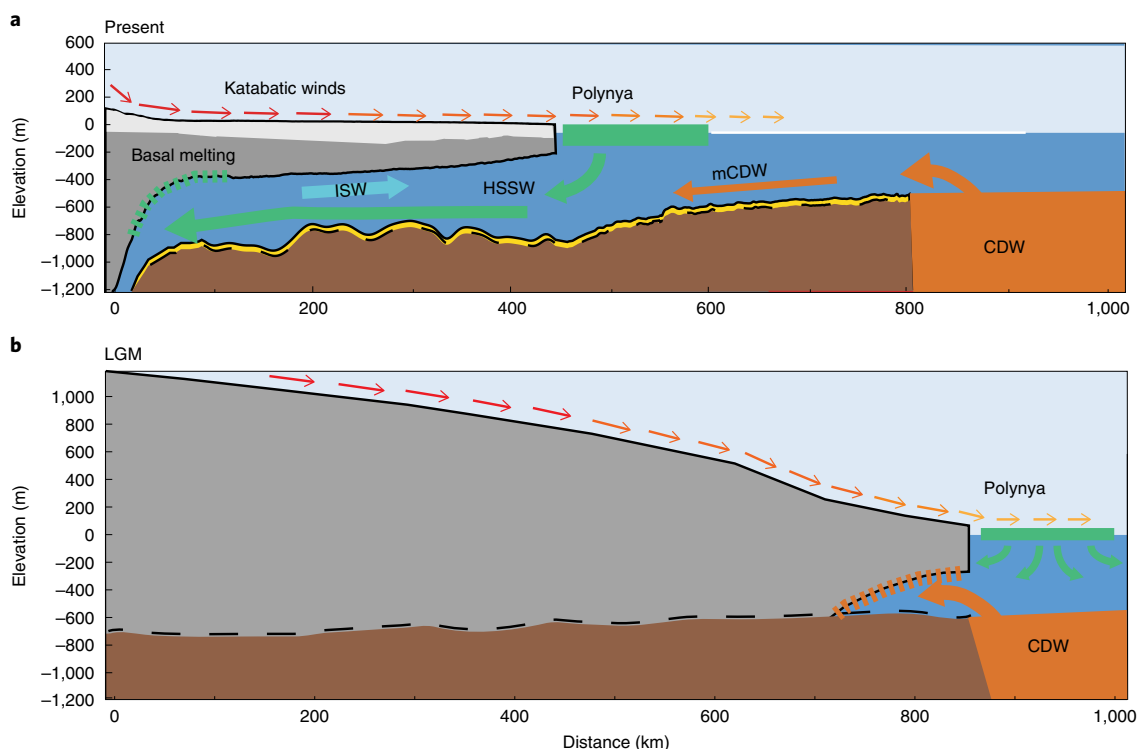 a
Present
600
400
200
0
–200
–400
–600
–800
–1,000
–1,200
Elevation (m)
Katabatic winds
Polynya
Basal melting
ISW
HSSW
mCDW
CDW
0
200
400
600
800
1,000
b
LGM
1,000
800
600
400
200
0
–200
–400
–600
–800
–1,000
–1,200
Elevation (m)
Polynya
CDW
0
200
400
600
800
1,000
Distance (km)